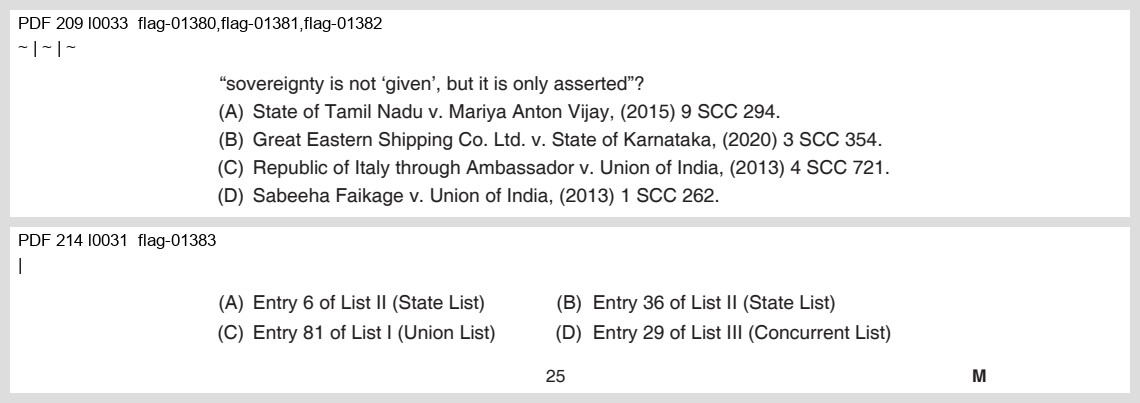 PDF 209 l0033 flag-01380,flag-01381,flag-01382
~ | ~ | ~
“sovereignty is not ‘given’, but it is only asserted”?
(A) State of Tamil Nadu v. Mariya Anton Vijay, (2015) 9 SCC 294.
(B) Great Eastern Shipping Co. Ltd. v. State of Karnataka, (2020) 3 SCC 354.
(C) Republic of Italy through Ambassador v. Union of India, (2013) 4 SCC 721.
(D) Sabeeha Faikage v. Union of India, (2013) 1 SCC 262.
PDF 214 l0031 flag-01383
|
(A) Entry 6 of List II (State List) (B) Entry 36 of List II (State List)
(C) Entry 81 of List I (Union List) (D) Entry 29 of List III (Concurrent List)
25 M